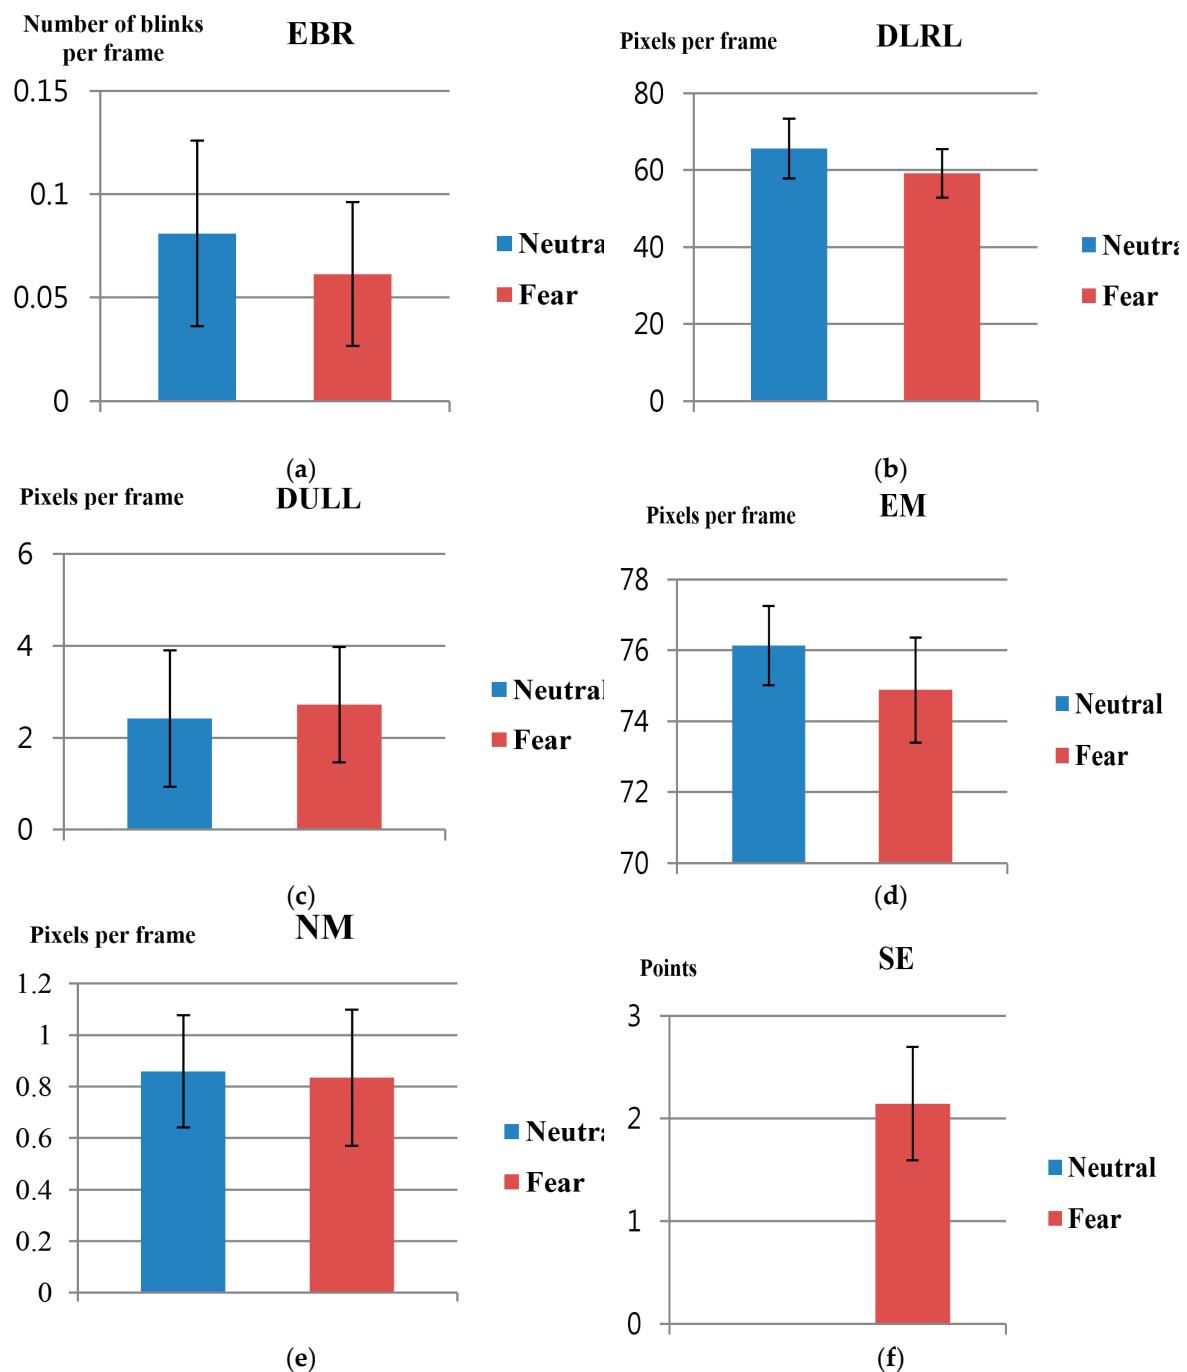 Number of blinks
per frame
EBR
0.15
0.1
0.05
0
Neutra
Fear
(a)
Pixels per frame
DLRL
80
60
40
20
0
Neutra
Fear
(b)
Pixels per frame
DULL
6
4
2
0
Neutral
Fear
(c)
Pixels per frame
EM
78
76
74
72
70
Neutral
Fear
(d)
Pixels per frame
NM
1.2
1
0.8
0.6
0.4
0.2
0
Neutra
Fear
(e)
Points
SE
3
2
1
0
Neutral
Fear
(f)